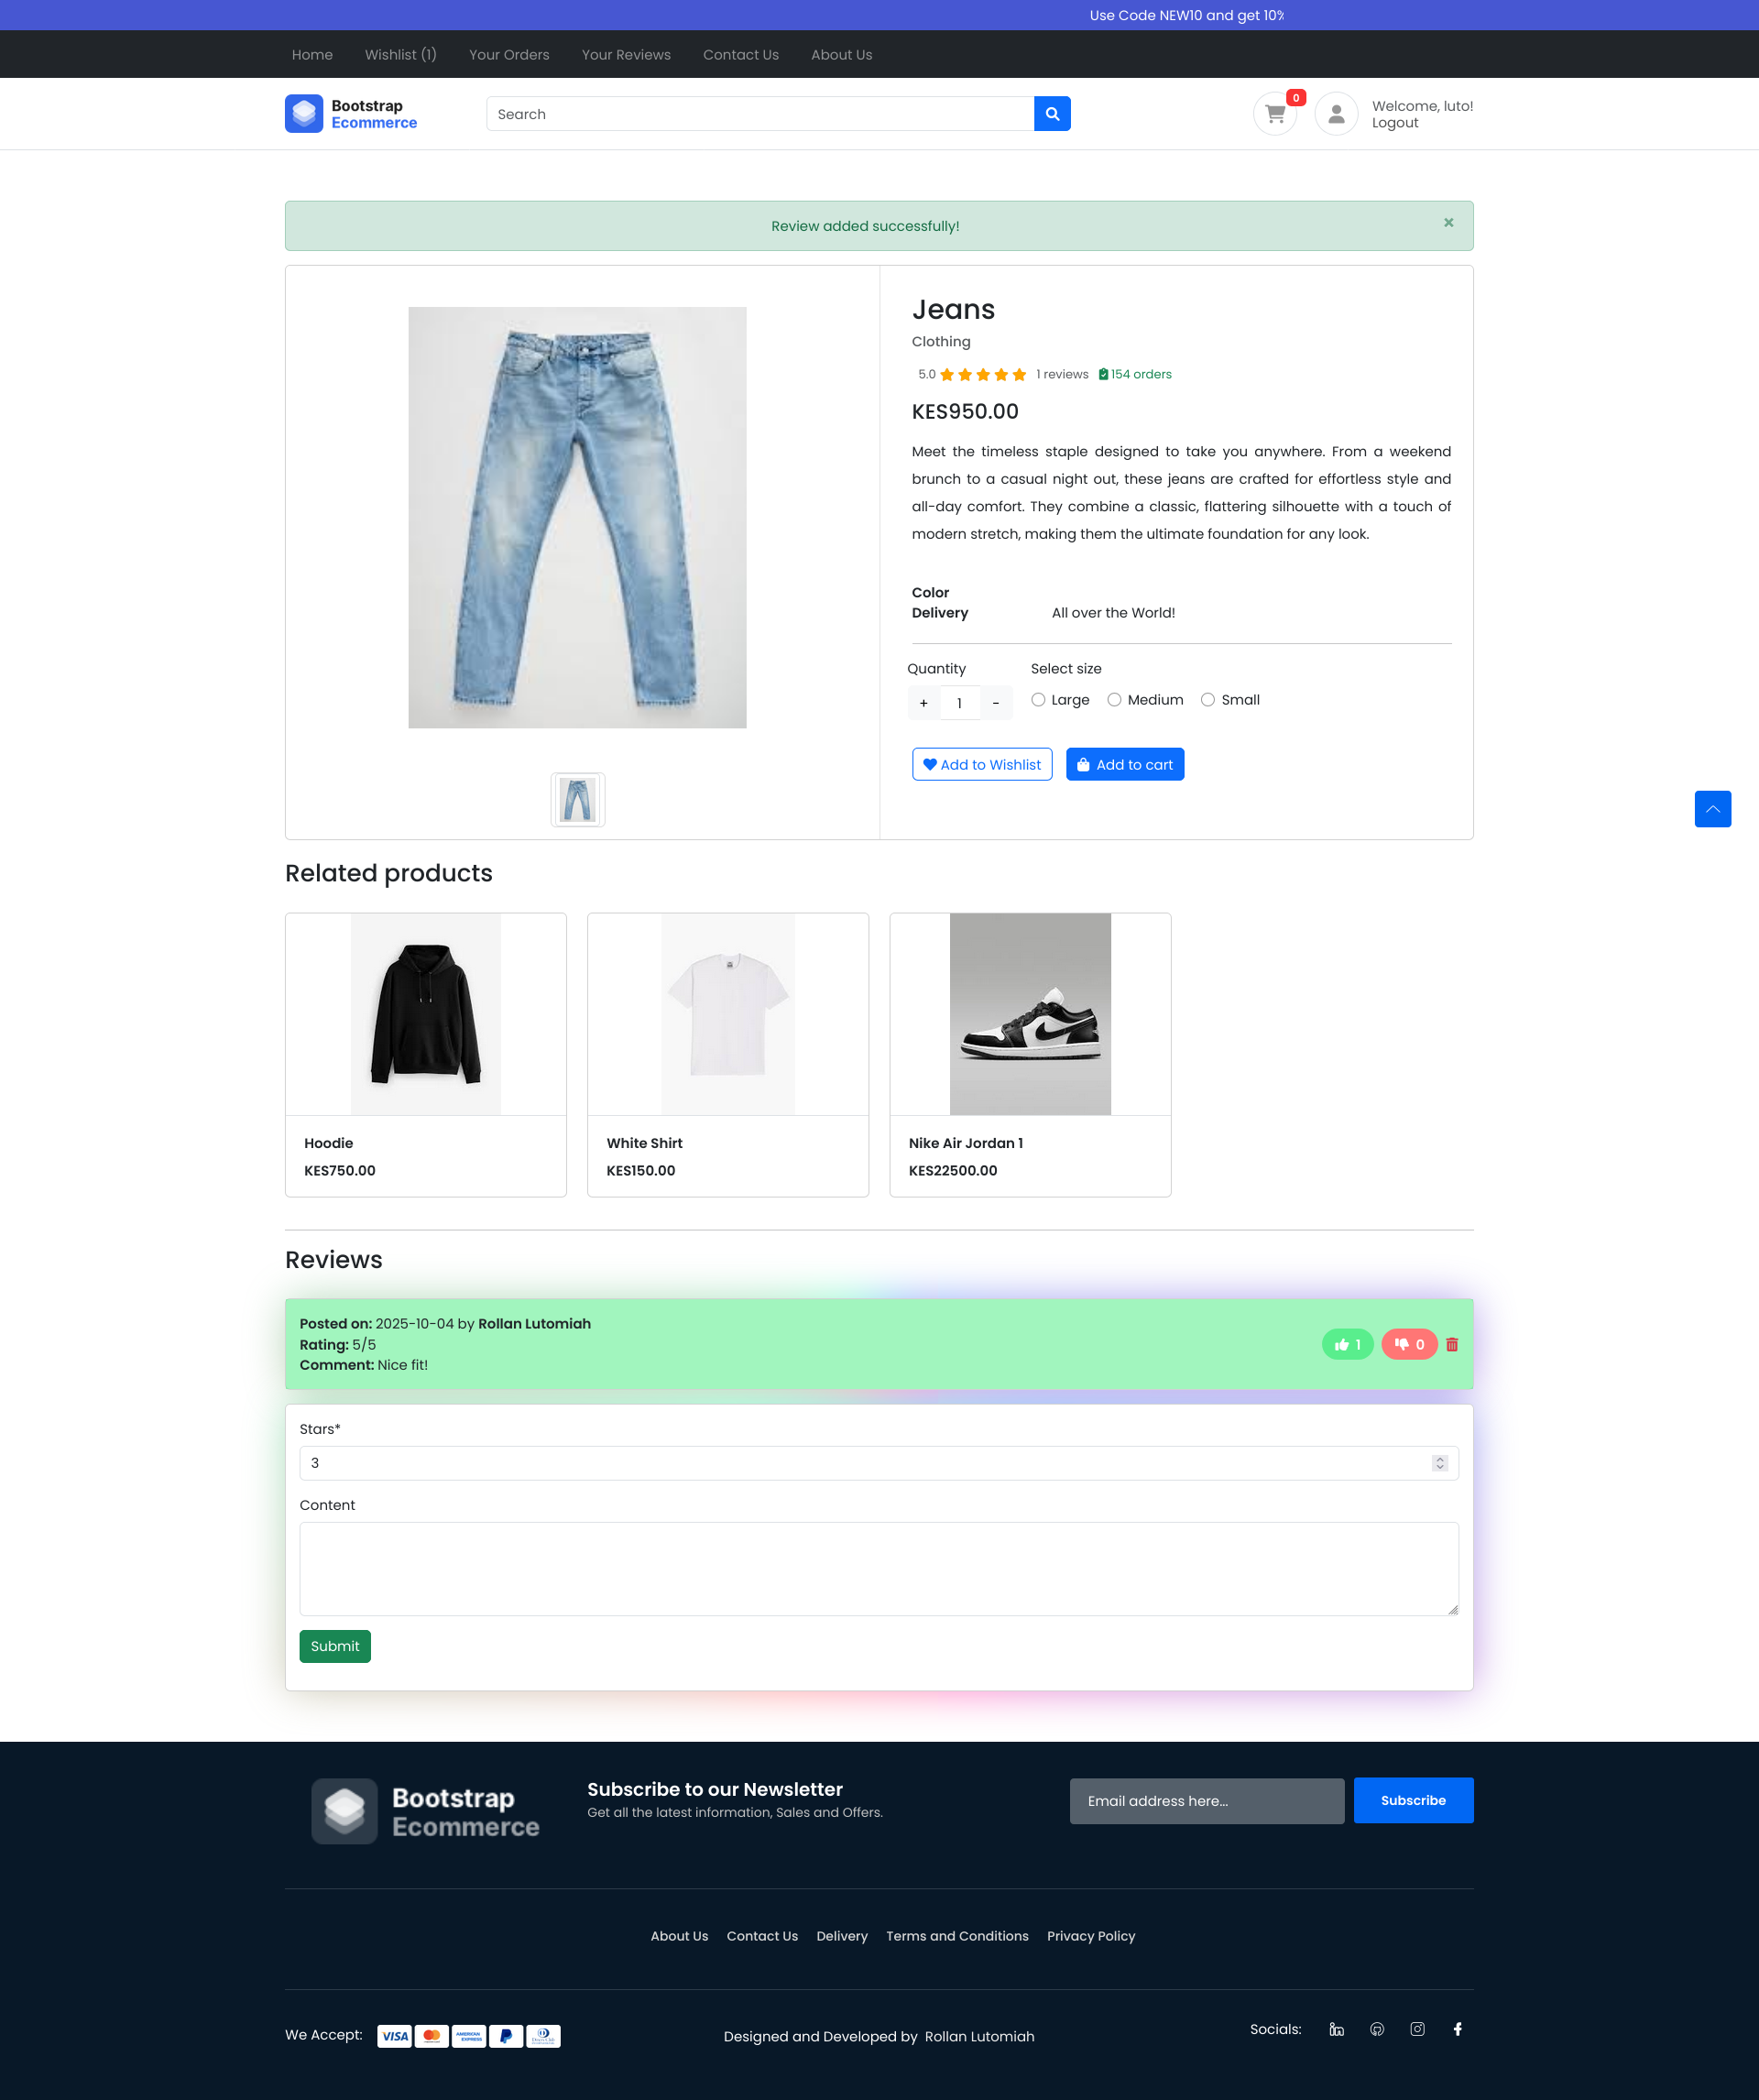 Use Code NEW10 and get 10%
Home Wishlist (1) Your Orders Your Reviews Contact Us About Us
Bootstrap
Ecommerce
Search
0
Welcome, luto!
Logout
Review added successfully!
×
Jeans
Clothing
5.0 1 reviews 154 orders
KES950.00
Meet the timeless staple designed to take you anywhere. From a weekend
brunch to a casual night out, these jeans are crafted for effortless style and
all-day comfort. They combine a classic, flattering silhouette with a touch of
modern stretch, making them the ultimate foundation for any look.
Color
Delivery All over the World!
Quantity Select size
+ 1 - Large Medium Small
Add to Wishlist Add to cart
Related products
Hoodie
KES750.00
White Shirt
KES150.00
Nike Air Jordan 1
KES22500.00
Reviews
Posted on: 2025-10-04 by Rollan Lutomiah
Rating: 5/5
Comment: Nice fit!
1 0
Stars*
3
Content
Submit
Bootstrap
Ecommerce
Subscribe to our Newsletter
Get all the latest information, Sales and Offers.
Email address here... Subscribe
About Us Contact Us Delivery Terms and Conditions Privacy Policy
We Accept: VISA AMERICAN EXPRESS
Designed and Developed by Rollan Lutomiah
Socials: